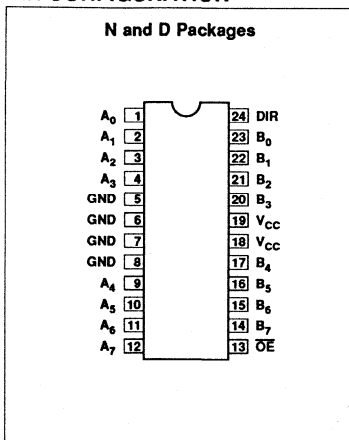 N and D Packages
A0 1 24 DIR
A1 2 23 B0
A2 3 22 B1
A3 4 21 B2
GND 5 20 B3
GND 6 19 VCC
GND 7 18 VCC
GND 8 17 B4
A4 9 16 B5
A5 10 15 B6
A6 11 14 B7
A7 12 13 OE